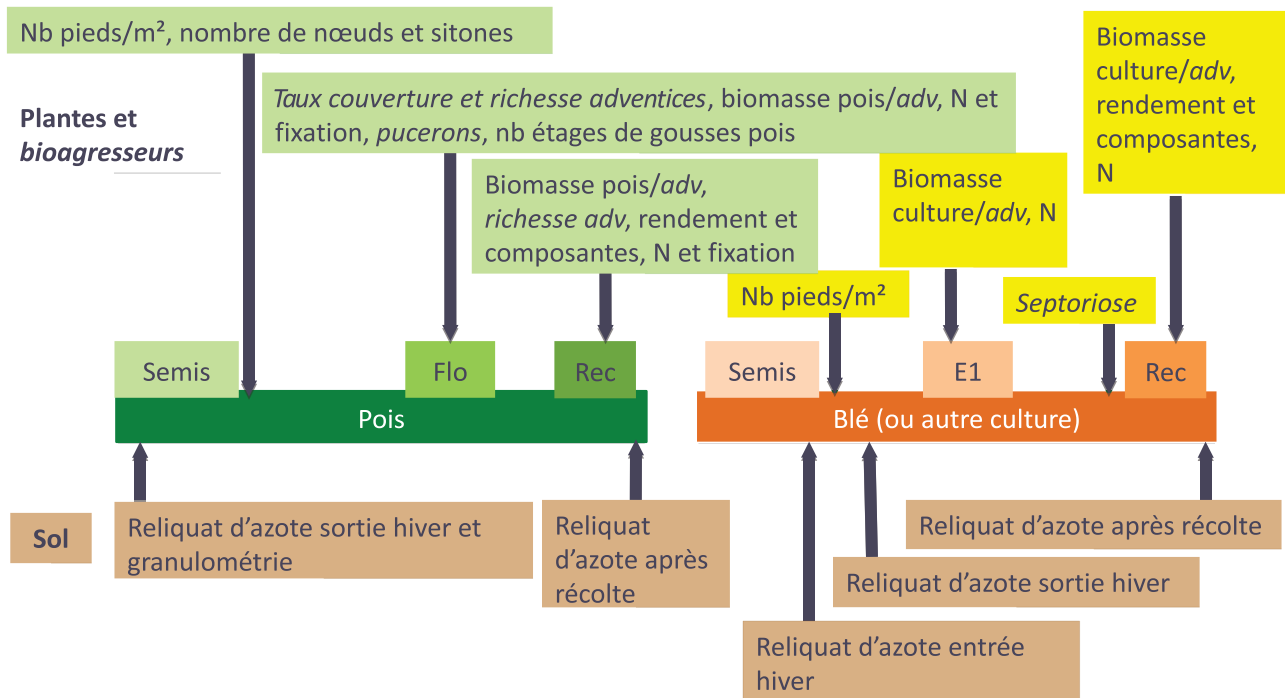 Nb pieds/m², nombre de nœuds et sitones
Biomasse
culture/adv,
rendement et
composantes,
N
Plantes et
bioagresseurs
Taux couverture et richesse adventices, biomasse pois/adv, N et
fixation, pucerons, nb étages de gousses pois
Biomasse pois/adv,
richesse adv, rendement et
composantes, N et fixation
Biomasse
culture/adv, N
Nb pieds/m²
Septoriose
Semis
Flo
Rec
Semis
E1
Rec
Pois
Blé (ou autre culture)
Sol
Reliquat d’azote sortie hiver et
granulométrie
Reliquat
d’azote après
récolte
Reliquat d’azote après récolte
Reliquat d’azote sortie hiver
Reliquat d’azote entrée
hiver